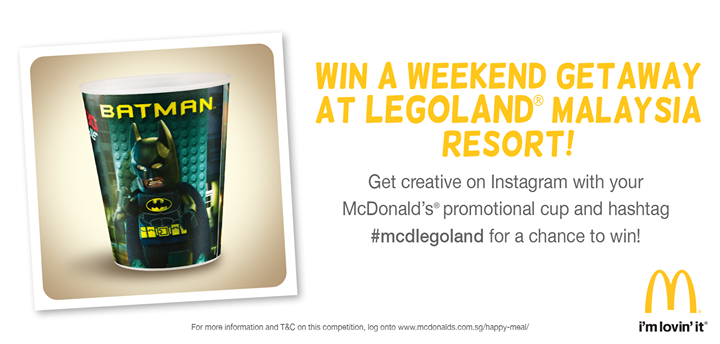 BATMAN
WIN A WEEKEND GETAWAY
AT LEGOLAND® MALAYSIA
RESORT!
Get creative on Instagram with your
McDonald's® promotional cup and hashtag
#mcdlegoland for a chance to win!
i'm lovin' it®
For more information and T&C on this competition, log onto www.mcdonalds.com.sg/happy-meal/